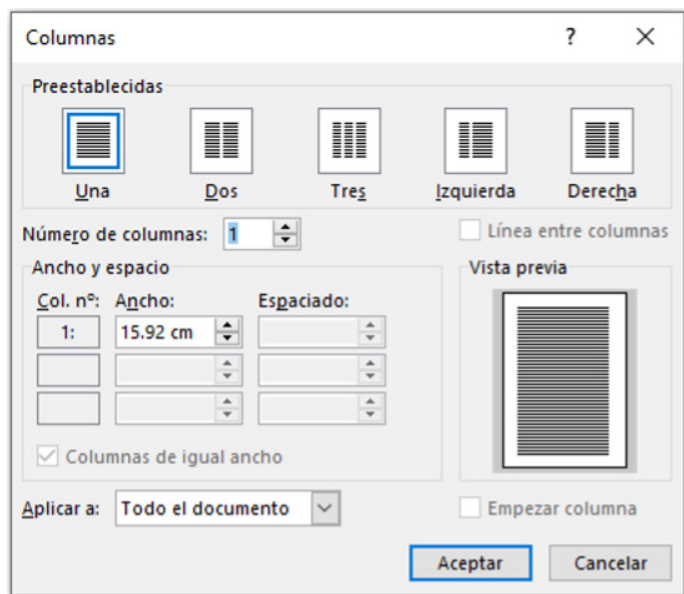 Columnas ?
Preestablecidas
Una Dos Tres Izquierda Derecha
Número de columnas: 1 Línea entre columnas
Ancho y espacio Vista previa
Col. nº: Ancho: Espaciado:
1: 15.92 cm
Columnas de igual ancho
Aplicar a: Todo el documento Empezar columna
Aceptar Cancelar